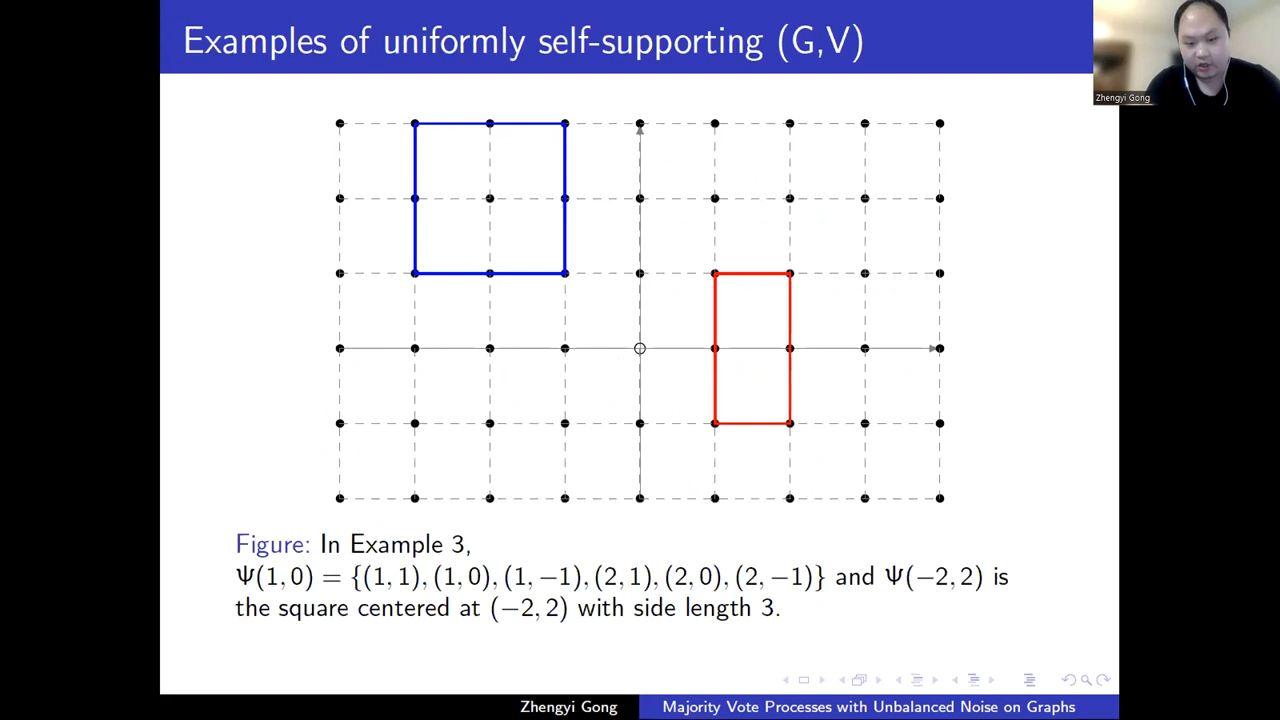 Examples of uniformly self-supporting (G,V)
Zhengyi Gong
Figure: In Example 3,
Ψ(1, 0) = {(1, 1), (1, 0), (1, −1), (2, 1), (2, 0), (2, −1)} and Ψ(−2, 2) is
the square centered at (−2, 2) with side length 3.
Zhengyi Gong
Majority Vote Processes with Unbalanced Noise on Graphs